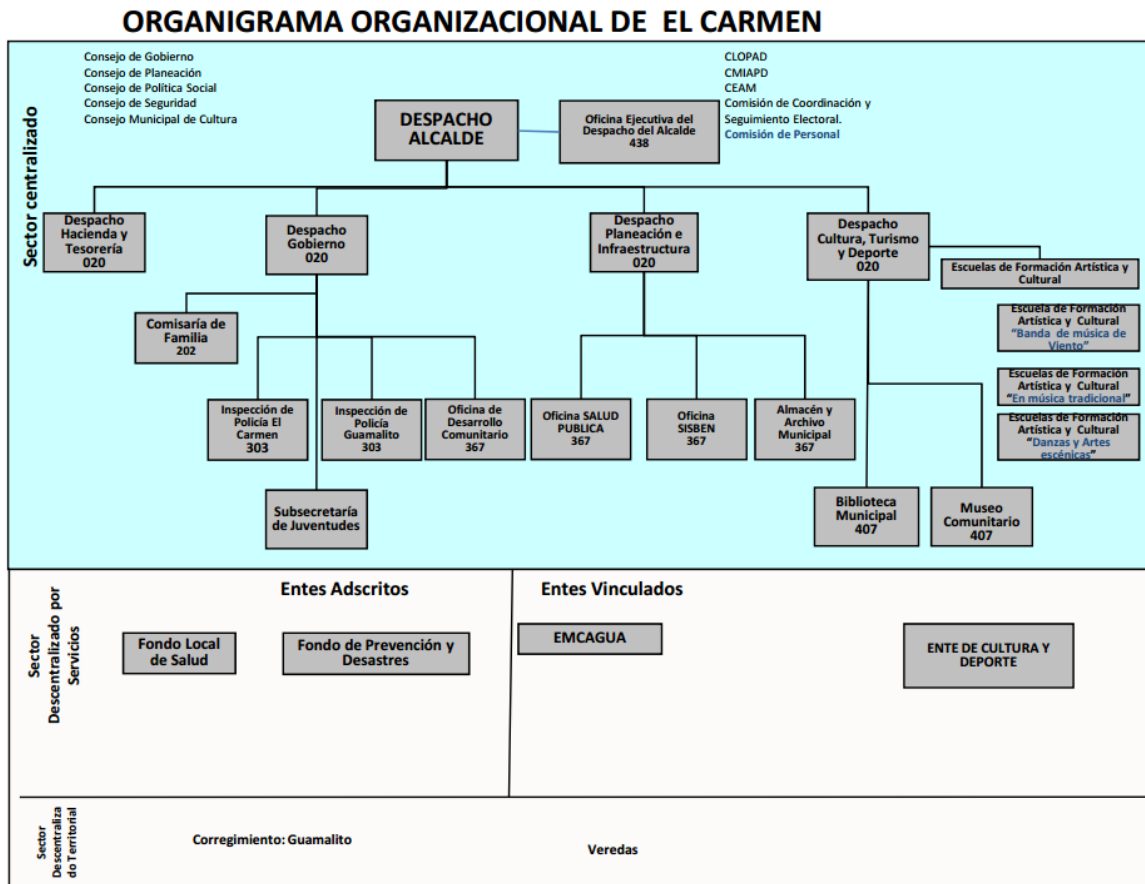 ORGANIGRAMA ORGANIZACIONAL DE EL CARMEN
Sector centralizado
Consejo de Gobierno
Consejo de Planeación
Consejo de Política Social
Consejo de Seguridad
Consejo Municipal de Cultura
CLOPAD
CMIAPD
CEAM
Comisión de Coordinación y
Seguimiento Electoral.
Comisión de Personal
DESPACHO
ALCALDE
Oficina Ejecutiva del
Despacho del Alcalde
438
Despacho
Hacienda y
Tesorería
020
Despacho
Gobierno
020
Despacho
Planeación e
Infraestructura
020
Despacho
Cultura, Turismo
y Deporte
020
Escuelas de Formación Artística y
Cultural
Escuela de Formación
Artística y Cultural
“Banda de música de
Viento”
Escuelas de Formación
Artística y Cultural
“En música tradicional”
Escuelas de Formación
Artística y Cultural
“Danzas y Artes
escénicas”
Comisaría de
Familia
202
Inspección de
Policía El
Carmen
303
Inspección de
Policía
Guamalito
303
Oficina de
Desarrollo
Comunitario
367
Oficina SALUD
PUBLICA
367
Oficina
SISBEN
367
Almacén y
Archivo
Municipal
367
Subsecretaría
de Juventudes
Biblioteca
Municipal
407
Museo
Comunitario
407
Sector
Descentralizado por
Servicios
Entes Adscritos
Entes Vinculados
Fondo Local
de Salud
Fondo de Prevención y
Desastres
EMCAGUA
ENTE DE CULTURA Y
DEPORTE
Sector
Descentraliza
do Territorial
Corregimiento: Guamalito
Veredas